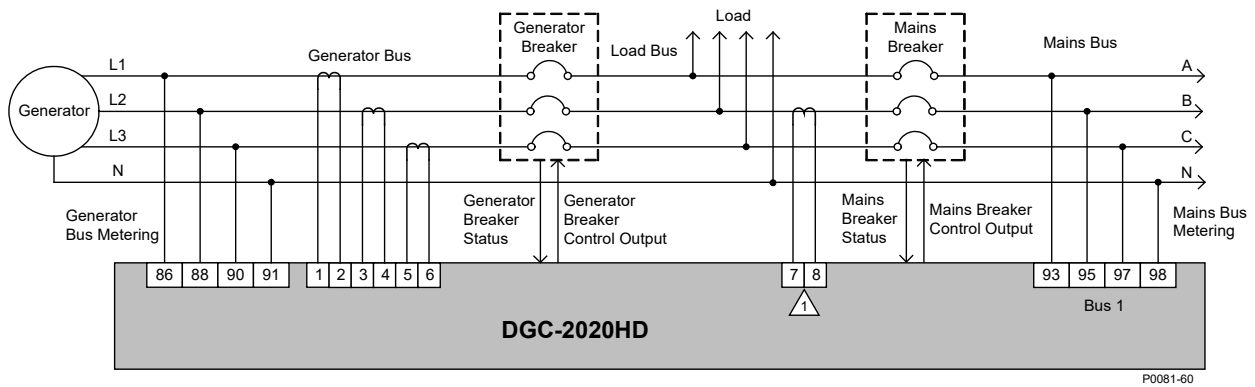 Load
Generator
Breaker
Mains
Breaker
Load Bus
Mains Bus
Generator Bus
L1
A
L2
B
Generator
L3
C
N
N
Generator
Bus Metering
Generator
Breaker
Status
Generator
Breaker
Control Output
Mains
Breaker
Status
Mains Breaker
Control Output
Mains Bus
Metering
86 88 90 91 1 2 3 4 5 6 7 8 93 95 97 98
1
Bus 1
DGC-2020HD
P0081-60